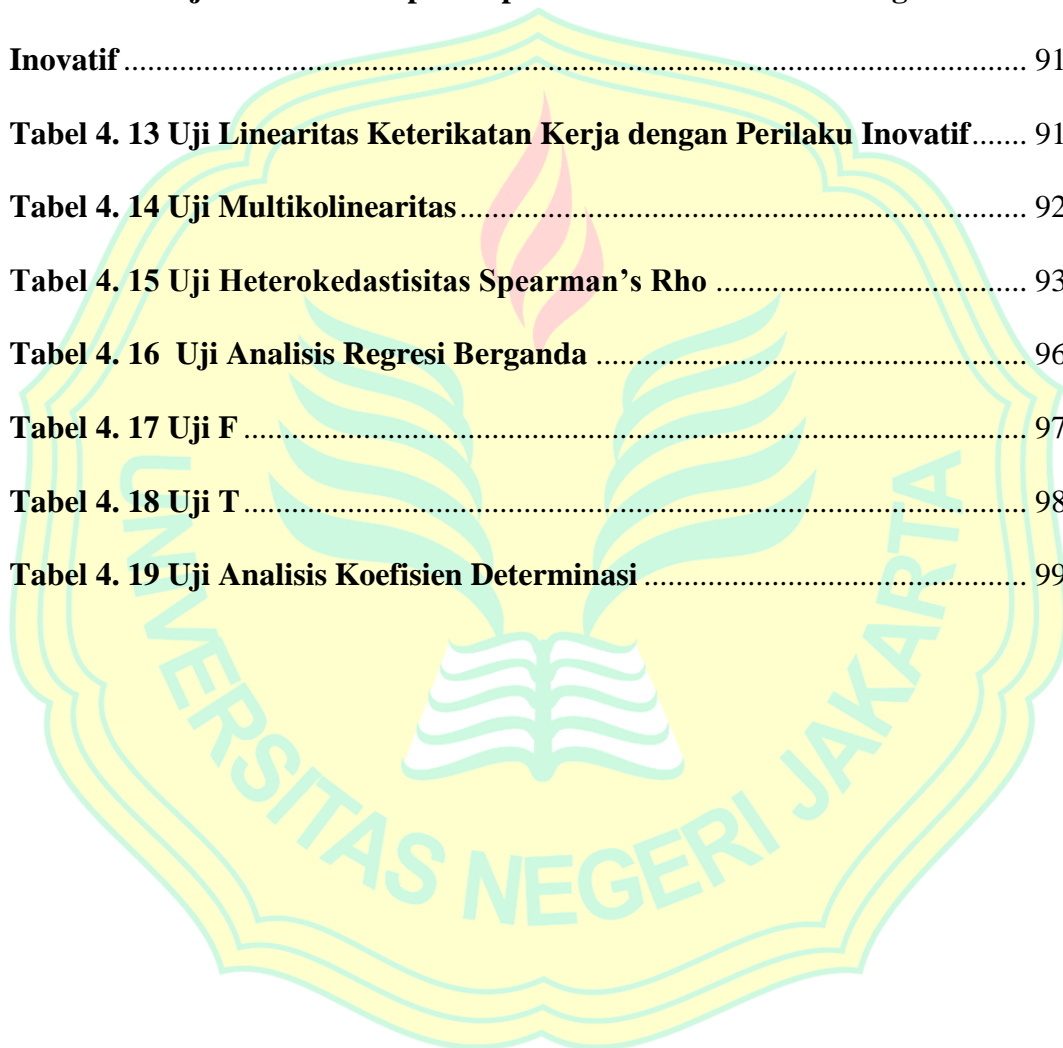 Inovatif ........ 91
Tabel 4. 13 Uji Linearitas Keterikatan Kerja dengan Perilaku Inovatif ....... 91
Tabel 4. 14 Uji Multikolinearitas ........ 92
Tabel 4. 15 Uji Heterokedastisitas Spearman’s Rho ........ 93
Tabel 4. 16  Uji Analisis Regresi Berganda ........ 96
Tabel 4. 17 Uji F ........ 97
Tabel 4. 18 Uji T ........ 98
Tabel 4. 19 Uji Analisis Koefisien Determinasi ........ 99
UNIVERSITAS NEGERI JAKARTA